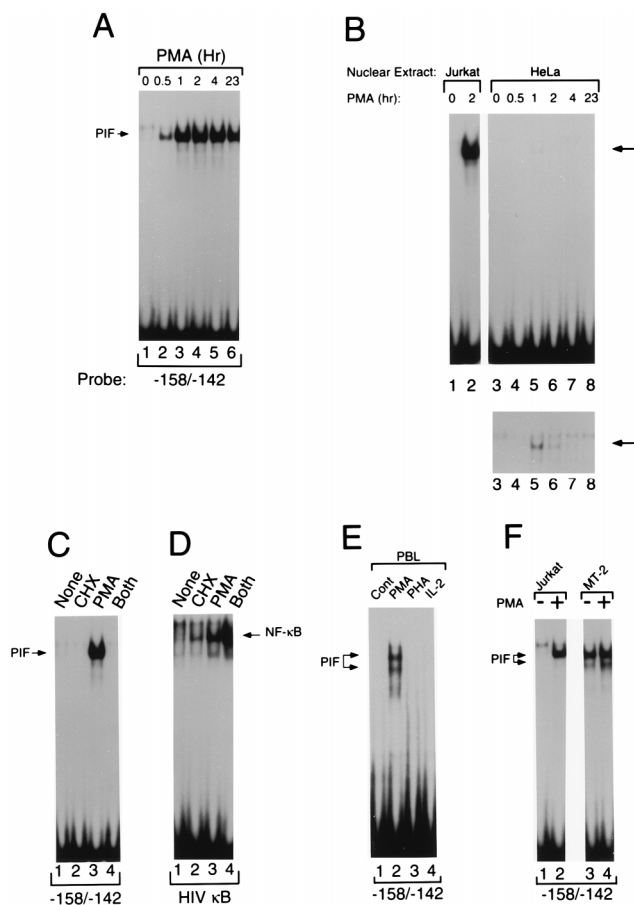 A
PMA (Hr)
0 0.5 1 2 4 23
PIF
1 2 3 4 5 6
Probe: -158/-142
B
Nuclear Extract: Jurkat HeLa
PMA (hr): 0 2 0 0.5 1 2 4 23
1 2 3 4 5 6 7 8
3 4 5 6 7 8
C
None CHX PMA Both
PIF
1 2 3 4
-158/-142
D
None CHX PMA Both
NF-κB
1 2 3 4
HIV κB
E
PBL
Cont PMA PHA IL-2
PIF
1 2 3 4
-158/-142
F
Jurkat MT-2
PMA - + - +
PIF
1 2 3 4
-158/-142